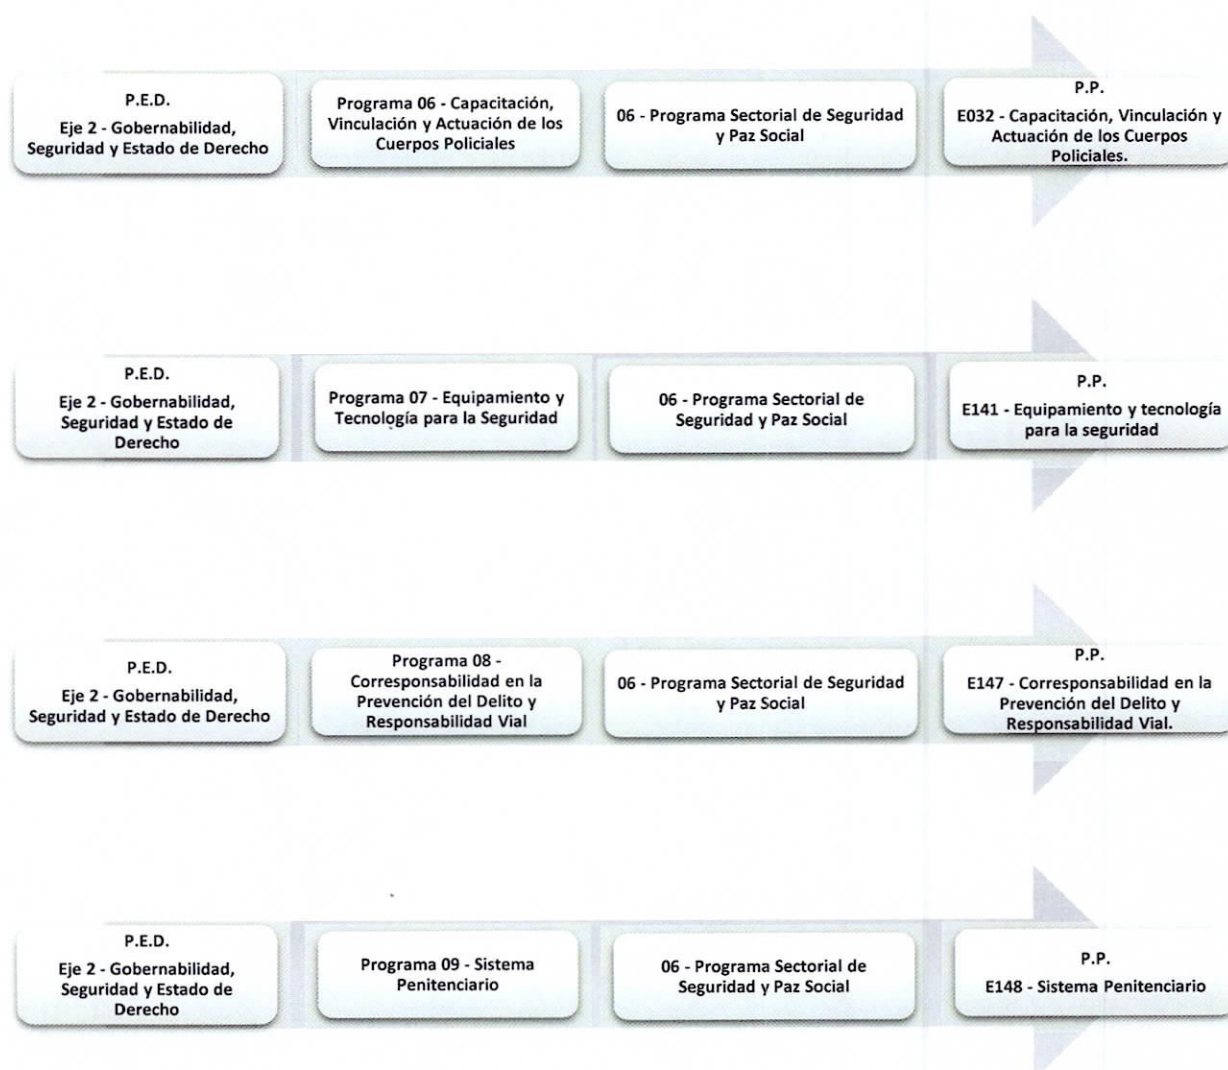 P.E.D.
Eje 2 - Gobernabilidad,
Seguridad y Estado de Derecho
Programa 06 - Capacitación,
Vinculación y Actuación de los
Cuerpos Policiales
06 - Programa Sectorial de Seguridad
y Paz Social
P.P.
E032 - Capacitación, Vinculación y
Actuación de los Cuerpos
Policiales.
P.E.D.
Eje 2 - Gobernabilidad,
Seguridad y Estado de
Derecho
Programa 07 - Equipamiento y
Tecnología para la Seguridad
06 - Programa Sectorial de
Seguridad y Paz Social
P.P.
E141 - Equipamiento y tecnología
para la seguridad
P.E.D.
Eje 2 - Gobernabilidad,
Seguridad y Estado de Derecho
Programa 08 -
Corresponsabilidad en la
Prevención del Delito y
Responsabilidad Vial
06 - Programa Sectorial de Seguridad
y Paz Social
P.P.
E147 - Corresponsabilidad en la
Prevención del Delito y
Responsabilidad Vial.
P.E.D.
Eje 2 - Gobernabilidad,
Seguridad y Estado de
Derecho
Programa 09 - Sistema
Penitenciario
06 - Programa Sectorial de
Seguridad y Paz Social
P.P.
E148 - Sistema Penitenciario